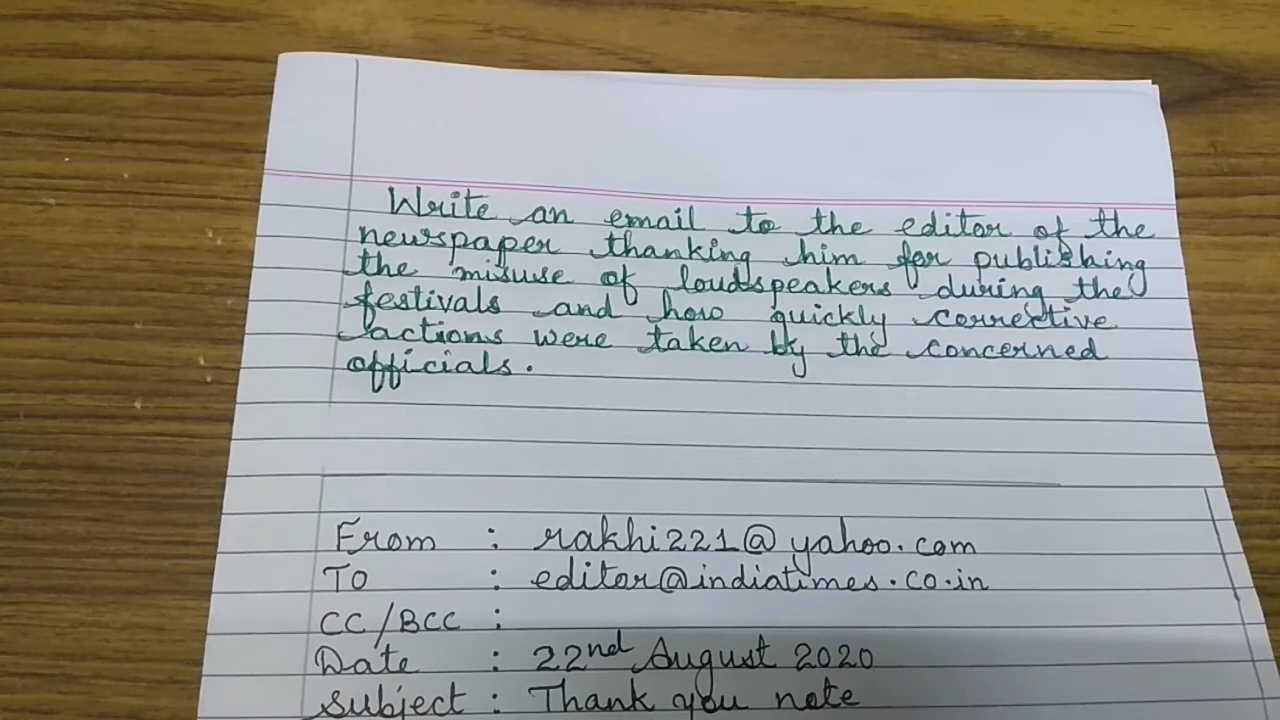 Write an email to the editor of the
newspaper thanking him for publishing
the misuse of loudspeakers during the
festivals and how quickly corrective
actions were taken by the concerned
officials.
From : rakhi221@yahoo.com
To : editor@indiatimes.co.in
CC/BCC :
Date : 22nd August 2020
Subject : Thank you note